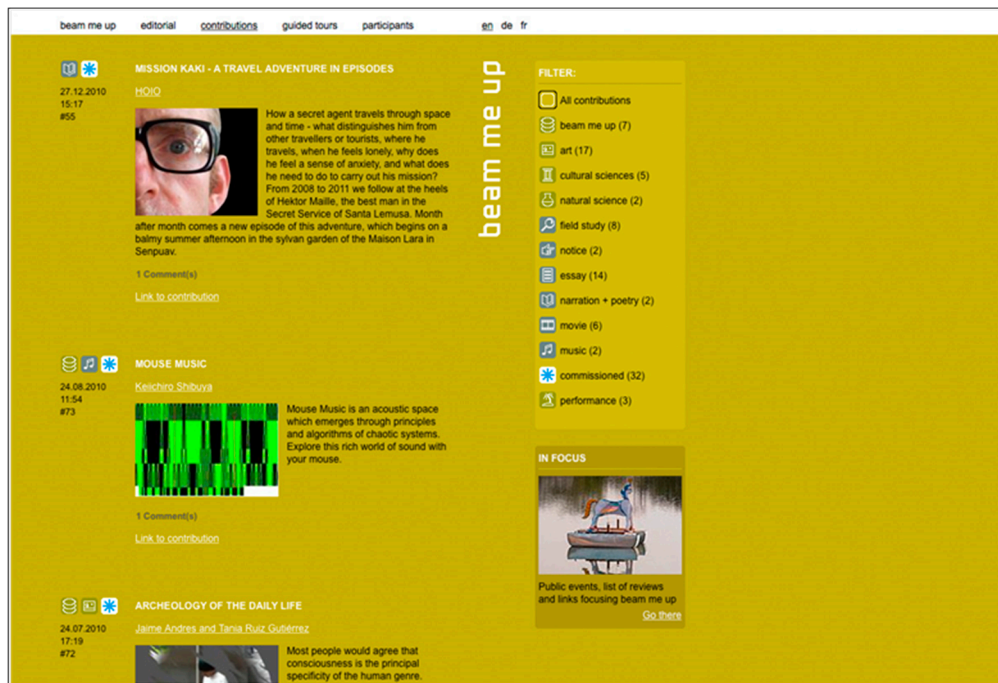 beam me up editorial contributions guided tours participants en de fr
MISSION KAKI - A TRAVEL ADVENTURE IN EPISODES
27.12.2010
15:17
#55
HOIO
How a secret agent travels through space
and time - what distinguishes him from
other travellers or tourists, where he
travels, when he feels lonely, why does
he feel a sense of anxiety, and what does
he need to do to carry out his mission?
From 2008 to 2011 we follow at the heels
of Hektor Maille, the best man in the
Secret Service of Santa Lemusa. Month
after month comes a new episode of this adventure, which begins on a
balmy summer afternoon in the sylvan garden of the Maison Lara in
Senpuav.
1 Comment(s)
Link to contribution
MOUSE MUSIC
24.08.2010
11:54
#73
Keiichiro Shibuya
Mouse Music is an acoustic space
which emerges through principles
and algorithms of chaotic systems.
Explore this rich world of sound with
your mouse.
1 Comment(s)
Link to contribution
ARCHEOLOGY OF THE DAILY LIFE
24.07.2010
17:19
#72
Jaime Andres and Tania Ruiz Gutiérrez
Most people would agree that
consciousness is the principal
specificity of the human genre.
beam me up
FILTER:
All contributions
beam me up (7)
art (17)
cultural sciences (5)
natural science (2)
field study (8)
notice (2)
essay (14)
narration + poetry (2)
movie (6)
music (2)
commissioned (32)
performance (3)
IN FOCUS
Public events, list of reviews
and links focusing beam me up
Go there